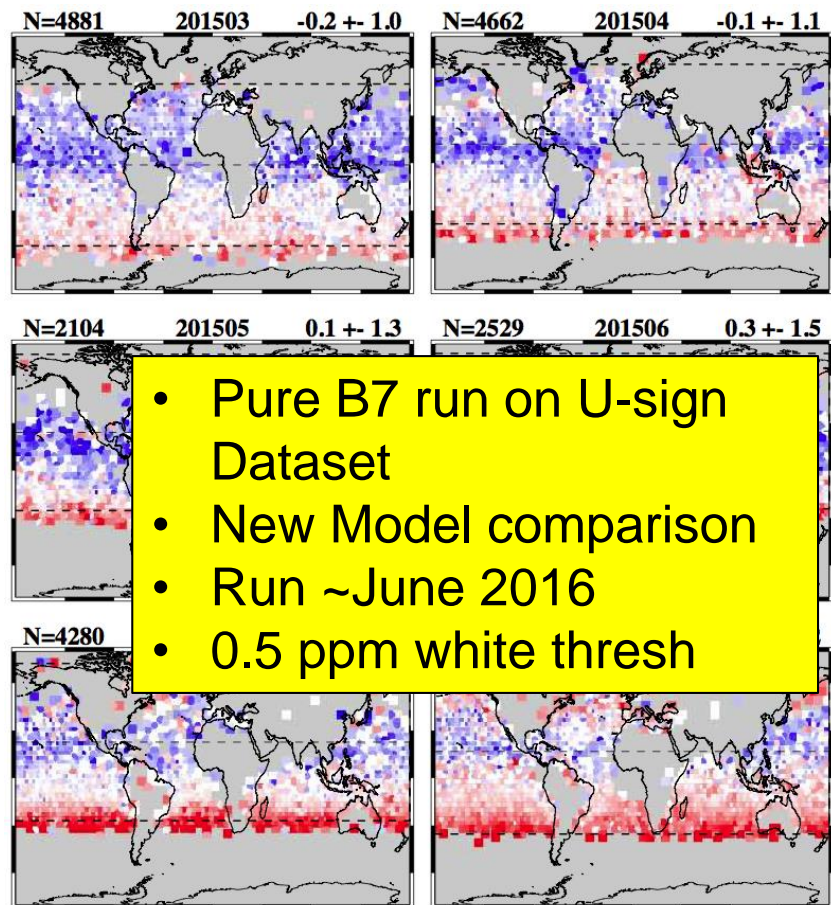 N=4881 201503 -0.2 +- 1.0
N=4662 201504 -0.1 +- 1.1
N=2104 201505 0.1 +- 1.3
N=2529 201506 0.3 +- 1.5
• Pure B7 run on U-sign
Dataset
• New Model comparison
• Run ~June 2016
• 0.5 ppm white thresh
N=4280